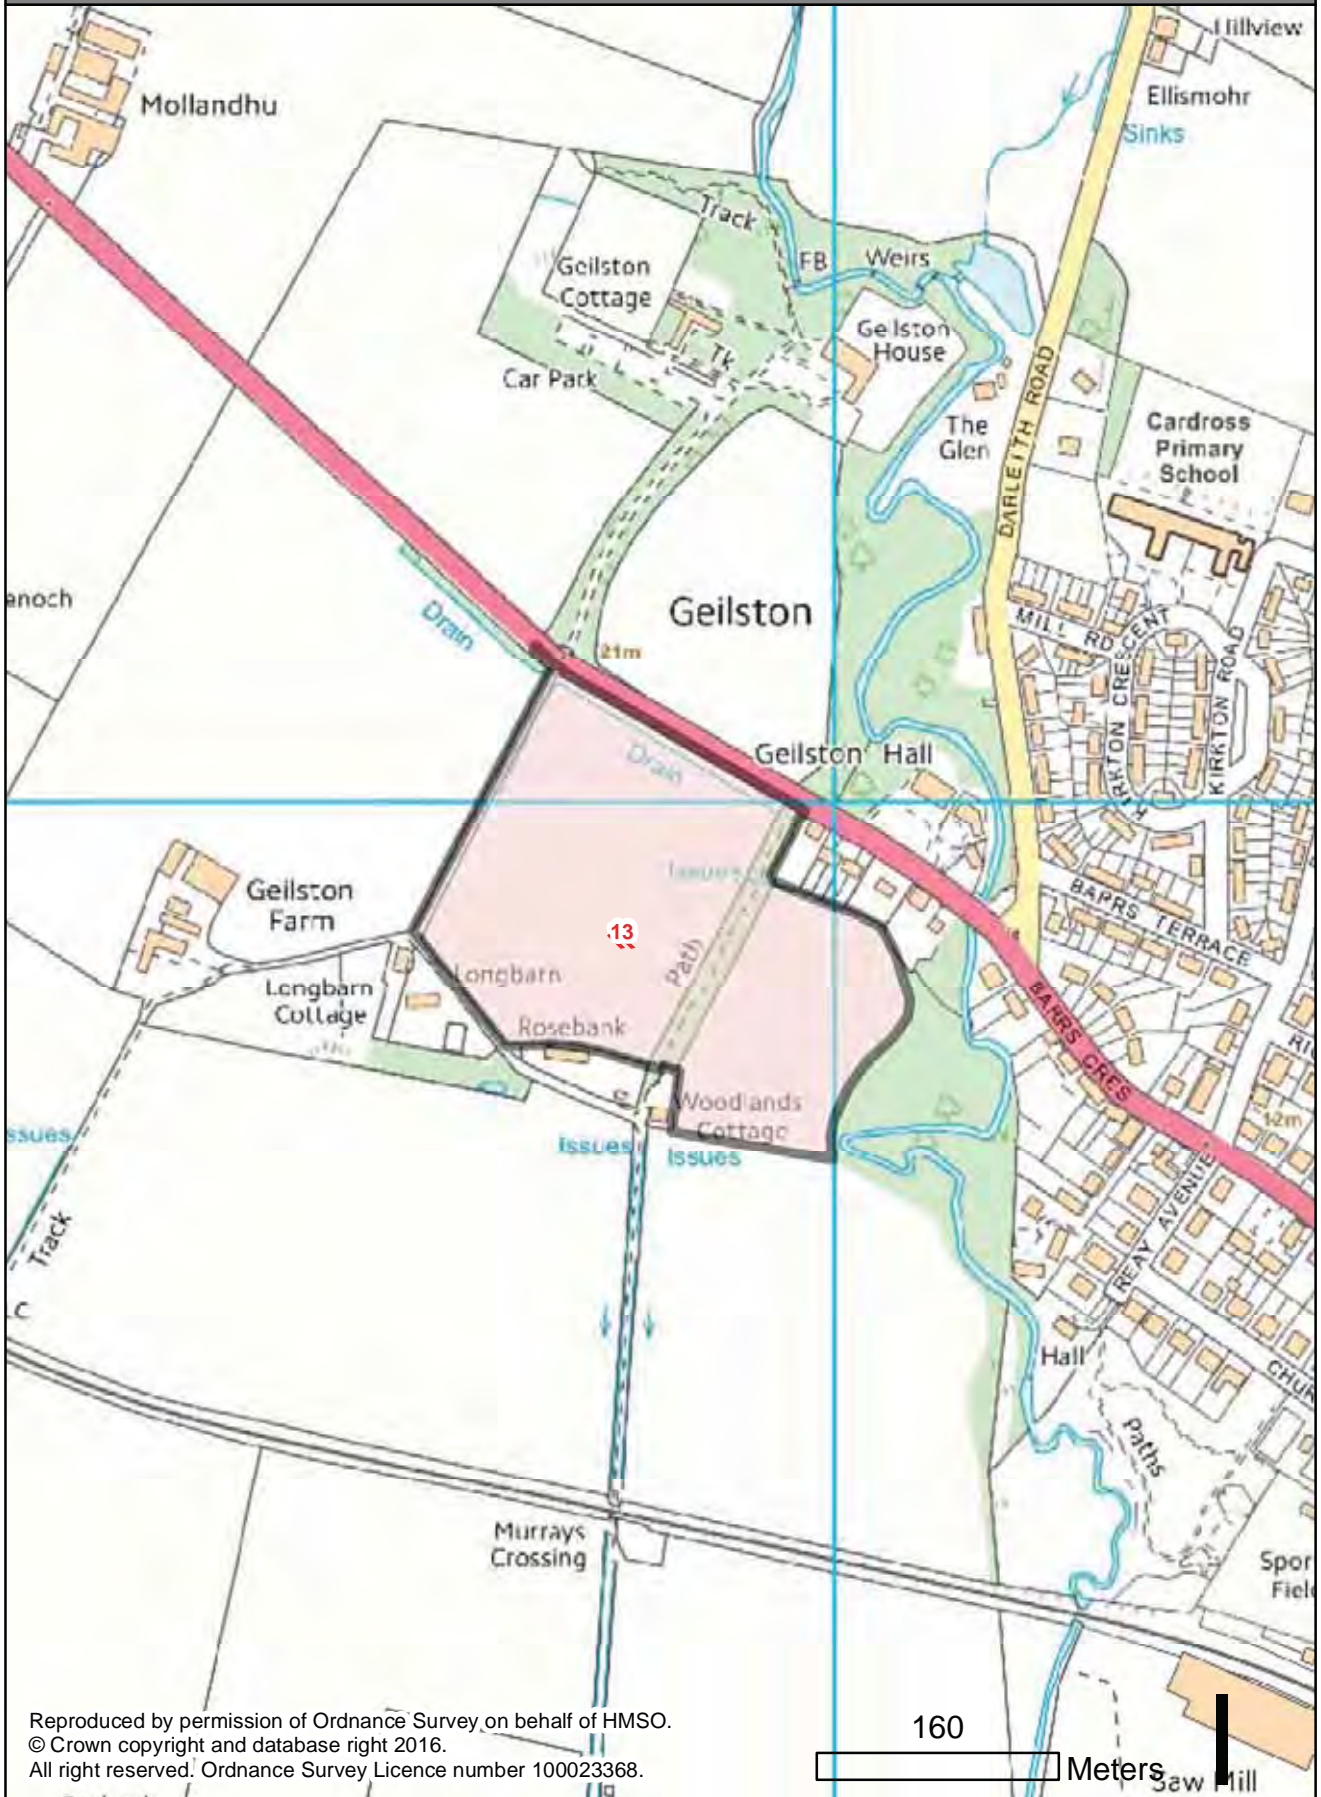 Hillview
Mollandhu
Ellismohr
Sinks
Track
FB
Weirs
Geilston
Cottage
Geilston
House
Tk
Car Park
The
Glen
DARLEITH ROAD
Cardross
Primary
School
enoch
Drain
Geilston
21m
MILL RD
KIRKTON CRESCENT
KIRKTON ROAD
Drain
Geilston Hall
Issues
Geilston
Farm
13
Path
BARRS TERRACE
Longbarn
Longbarn
Cottage
Rosebank
BARRS CRES
Woodlands
Cottage
12m
ssues
Issues
Issues
Track
REAY AVENUE
C
Hall
CHUR
Paths
Murrays
Crossing
Spor
Fiel
Reproduced by permission of Ordnance Survey on behalf of HMSO.
© Crown copyright and database right 2016.
All right reserved. Ordnance Survey Licence number 100023368.
160
Meters
Saw Mill